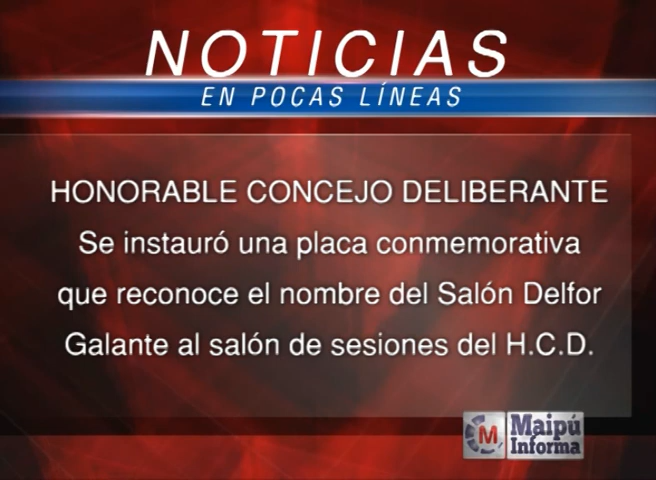 NOTICIAS
EN POCAS LÍNEAS
HONORABLE CONCEJO DELIBERANTE
Se instauró una placa conmemorativa
que reconoce el nombre del Salón Delfor
Galante al salón de sesiones del H.C.D.
M Maipú
Informa